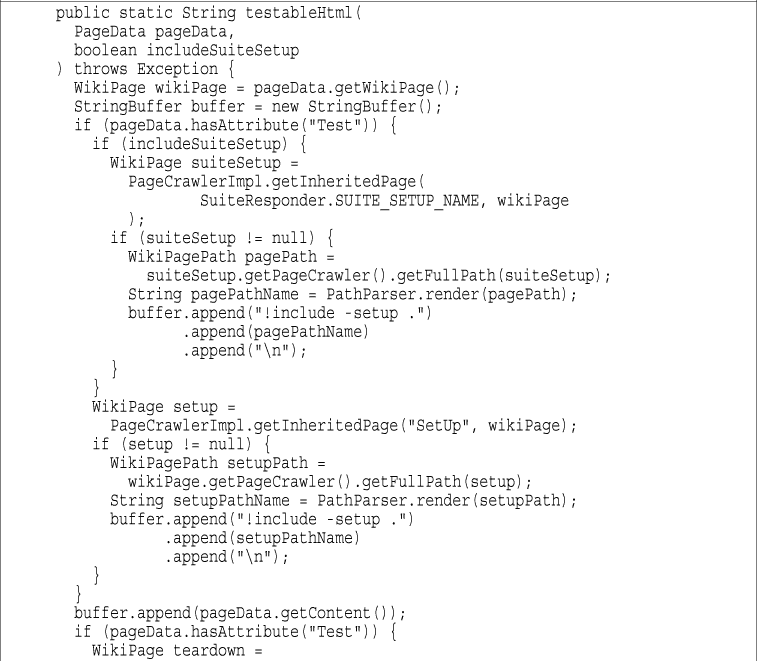 public static String testableHtml(
PageData pageData,
boolean includeSuiteSetup
) throws Exception {
WikiPage wikiPage = pageData.getWikiPage();
StringBuffer buffer = new StringBuffer();
if (pageData.hasAttribute("Test")) {
if (includeSuiteSetup) {
WikiPage suiteSetup =
PageCrawlerImpl.getInheritedPage(
SuiteResponder.SUITE_SETUP_NAME, wikiPage
);
if (suiteSetup != null) {
WikiPagePath pagePath =
suiteSetup.getPageCrawler().getFullPath(suiteSetup);
String pagePathName = PathParser.render(pagePath);
buffer.append("!include -setup .")
.append(pagePathName)
.append("\n");
}
}
WikiPage setup =
PageCrawlerImpl.getInheritedPage("SetUp", wikiPage);
if (setup != null) {
WikiPagePath setupPath =
wikiPage.getPageCrawler().getFullPath(setup);
String setupPathName = PathParser.render(setupPath);
buffer.append("!include -setup .")
.append(setupPathName)
.append("\n");
}
}
buffer.append(pageData.getContent());
if (pageData.hasAttribute("Test")) {
WikiPage teardown =